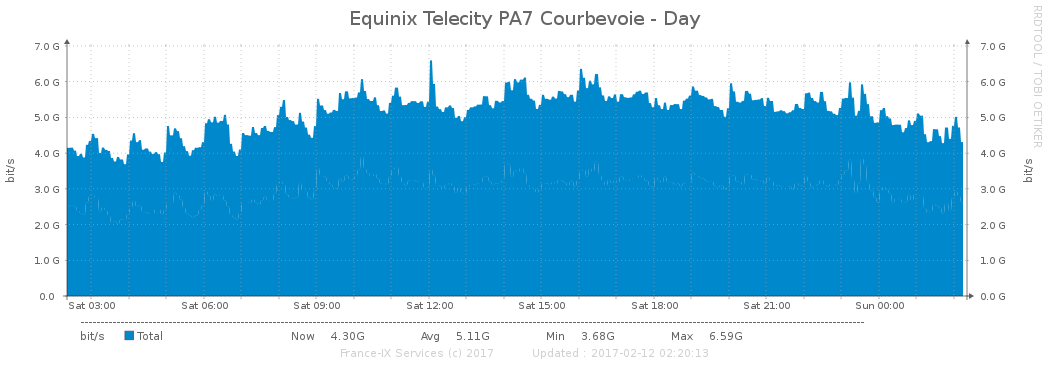 Equinix Telecity PA7 Courbevoie - Day
RRDTOOL / TOBI OETIKER
7.0 G 7.0 G
6.0 G 6.0 G
5.0 G 5.0 G
4.0 G 4.0 G
3.0 G 3.0 G
2.0 G 2.0 G
1.0 G 1.0 G
0.0 0.0 G
bit/s bit/s
Sat 03:00 Sat 06:00 Sat 09:00 Sat 12:00 Sat 15:00 Sat 18:00 Sat 21:00 Sun 00:00
bit/s Total Now 4.30G Avg 5.11G Min 3.68G Max 6.59G
France-IX Services (c) 2017 Updated : 2017-02-12 02:20:13